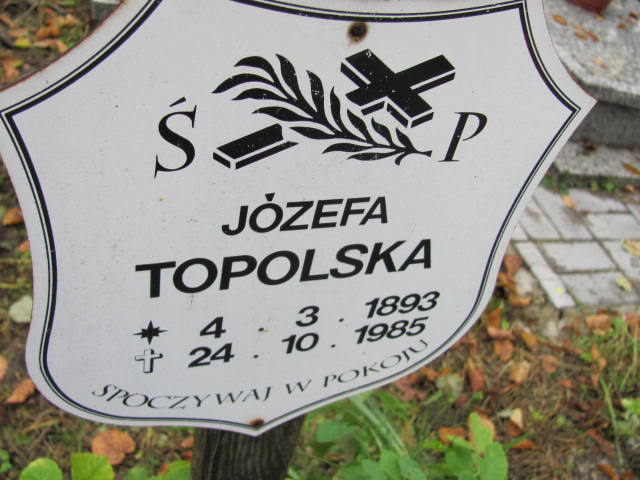 Ś P
JÓZEFA
TOPOLSKA
4 . 3 . 1893
24 . 10 . 1985
SPOCZYWAJ W POKOJU